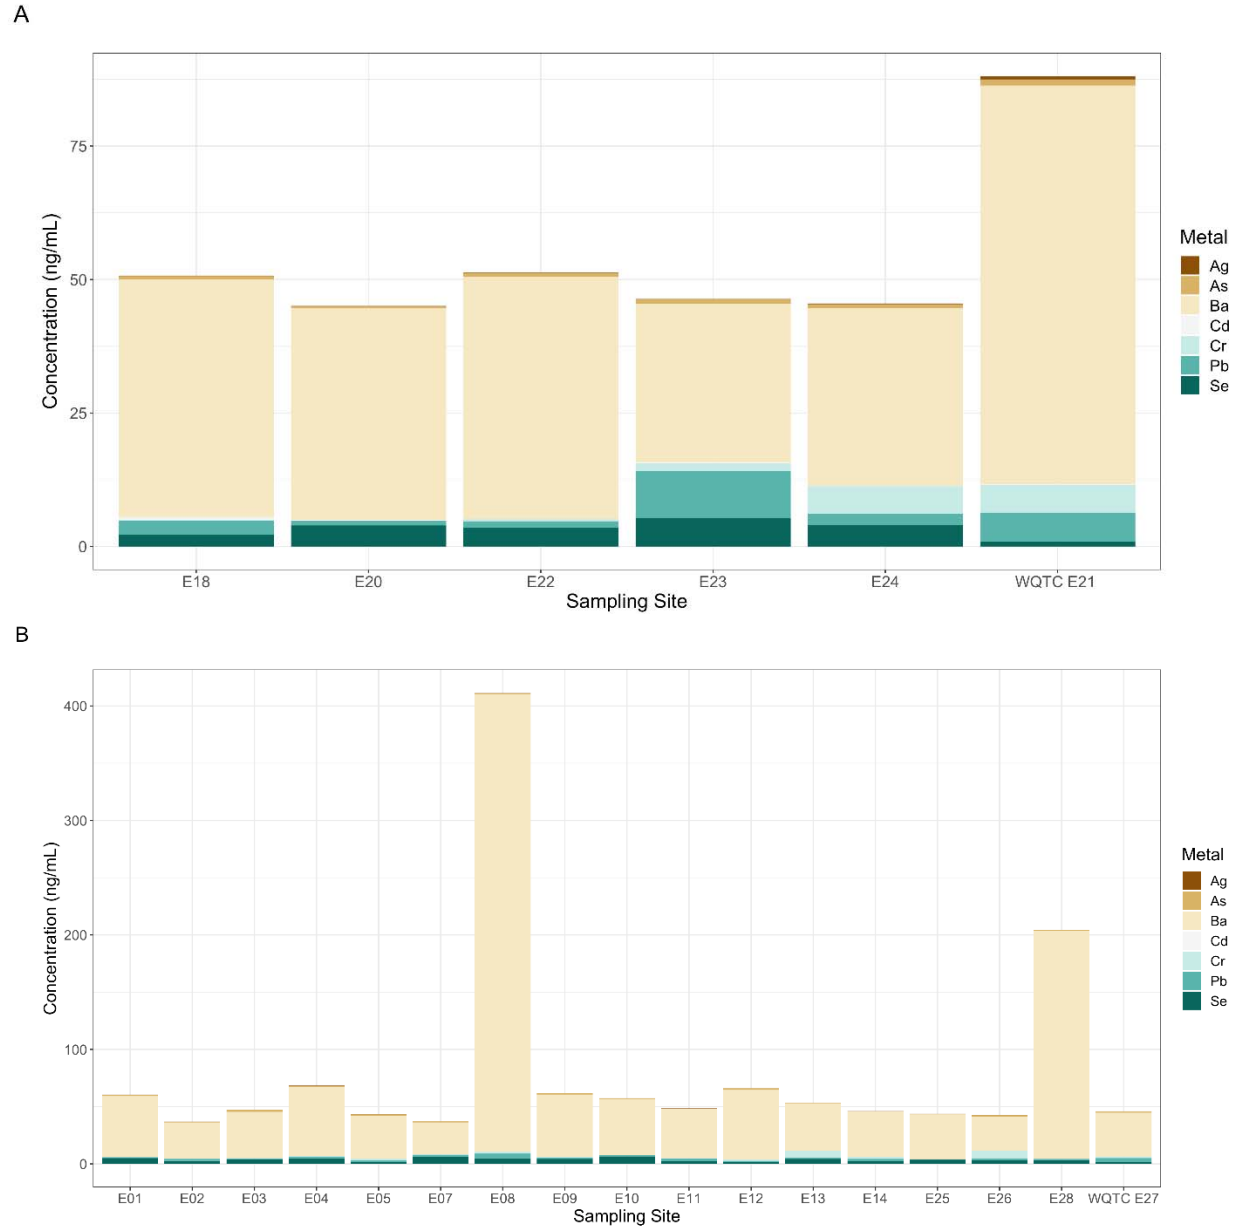 A
Concentration (ng/mL)
75
50
25
0
E18 E20 E22 E23 E24 WQTC E21
Sampling Site
Metal
Ag
As
Ba
Cd
Cr
Pb
Se
B
Concentration (ng/mL)
400
300
200
100
0
E01 E02 E03 E04 E05 E07 E08 E09 E10 E11 E12 E13 E14 E25 E26 E28 WQTC E27
Sampling Site
Metal
Ag
As
Ba
Cd
Cr
Pb
Se